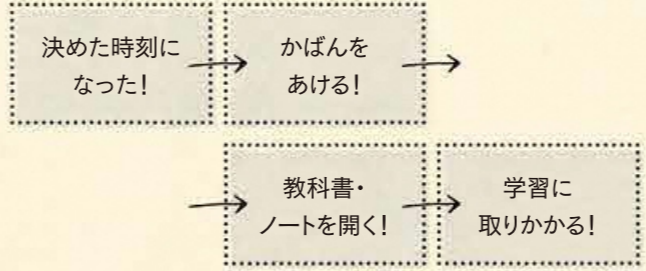 決めた時刻に
なった！
かばんを
あける！
教科書・
ノートを開く！
学習に
取りかかる！